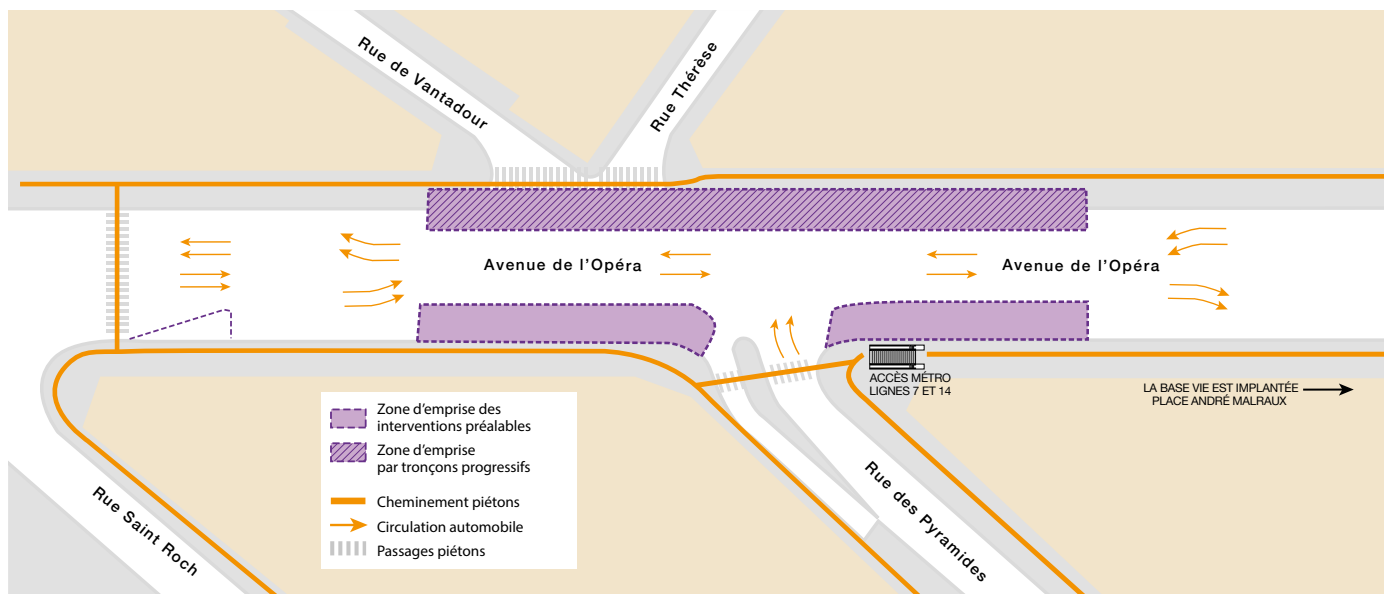 Rue de Vantadour
Rue Thérèse
Avenue de l'Opéra
Avenue de l'Opéra
ACCÈS MÉTRO
LIGNES 7 ET 14
LA BASE VIE EST IMPLANTÉE
PLACE ANDRÉ MALRAUX
Zone d'emprise des
interventions préalables
Zone d'emprise
par tronçons progressifs
Cheminement piétons
Circulation automobile
Passages piétons
Rue Saint Roch
Rue des Pyramides